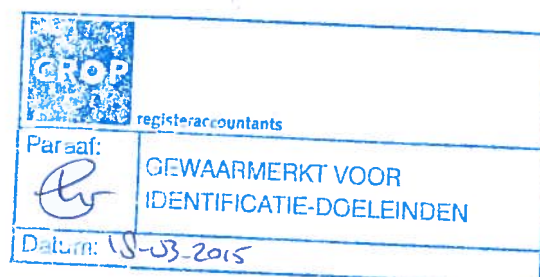 CROP
registeraccountants
Paraaf:
GEWAARMERKT VOOR
IDENTIFICATIE-DOELEINDEN
Datum: 18-03-2015